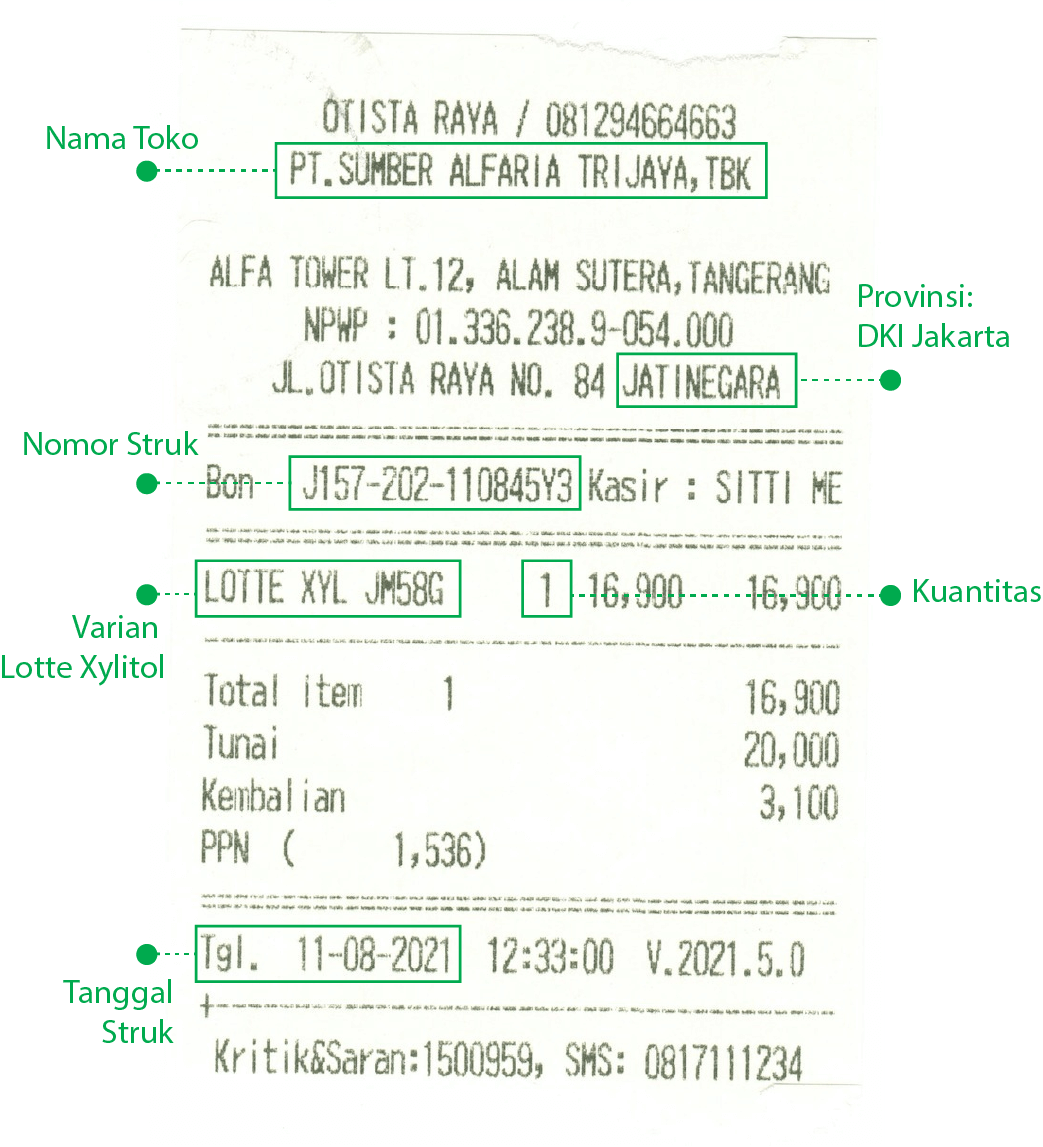 OTISTA RAYA / 081294664663
Nama Toko
PT.SUMBER ALFARIA TRIJAYA,TBK
ALFA TOWER LT.12, ALAM SUTERA,TANGERANG
Provinsi:
DKI Jakarta
NPWP : 01.336.238.9-054.000
JL.OTISTA RAYA NO. 84 JATINEGARA
Nomor Struk
Bon J157-202-110845Y3 Kasir : SITTI ME
LOTTE XYL JM58G 1 16,900 16,900
Kuantitas
Varian
Lotte Xylitol
Total item 1 16,900
Tunai 20,000
Kembalian 3,100
PPN ( 1,536)
Tgl. 11-08-2021 12:33:00 V.2021.5.0
Tanggal
Struk
Kritik&Saran:1500959, SMS: 0817111234